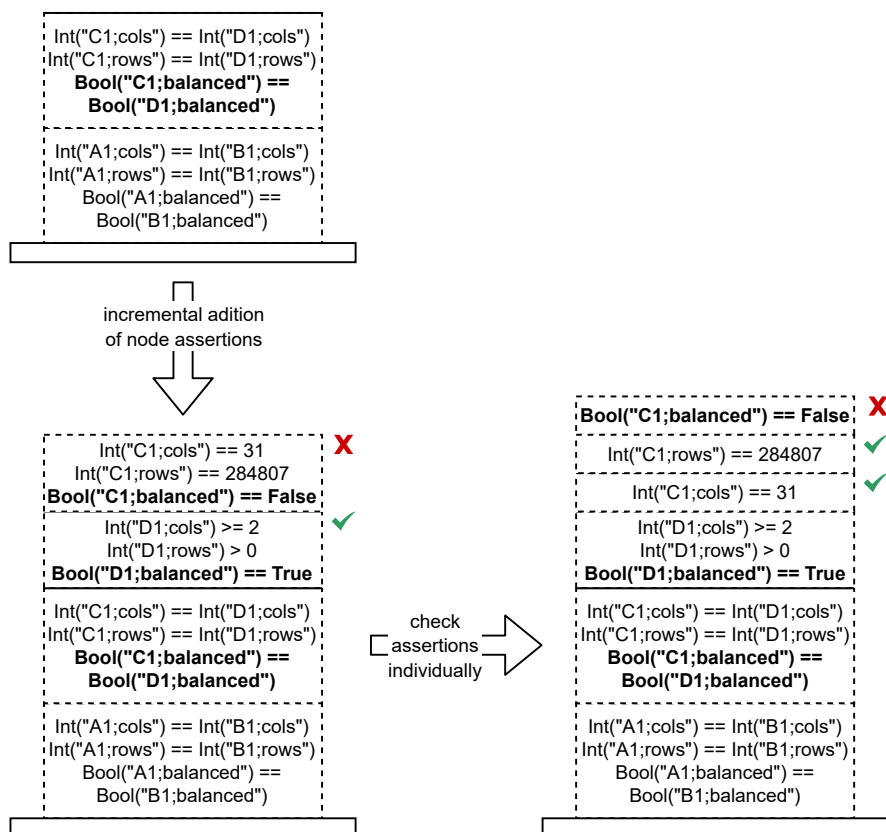 Int("C1;cols") == Int("D1;cols")
Int("C1;rows") == Int("D1;rows")
Bool("C1;balanced") ==
Bool("D1;balanced")
Int("A1;cols") == Int("B1;cols")
Int("A1;rows") == Int("B1;rows")
Bool("A1;balanced") ==
Bool("B1;balanced")
incremental adition
of node assertions
Int("C1;cols") == 31
Int("C1;rows") == 284807
Bool("C1;balanced") == False
Int("D1;cols") >= 2
Int("D1;rows") > 0
Bool("D1;balanced") == True
Int("C1;cols") == Int("D1;cols")
Int("C1;rows") == Int("D1;rows")
Bool("C1;balanced") ==
Bool("D1;balanced")
Int("A1;cols") == Int("B1;cols")
Int("A1;rows") == Int("B1;rows")
Bool("A1;balanced") ==
Bool("B1;balanced")
check
assertions
individually
Bool("C1;balanced") == False
Int("C1;rows") == 284807
Int("C1;cols") == 31
Int("D1;cols") >= 2
Int("D1;rows") > 0
Bool("D1;balanced") == True
Int("C1;cols") == Int("D1;cols")
Int("C1;rows") == Int("D1;rows")
Bool("C1;balanced") ==
Bool("D1;balanced")
Int("A1;cols") == Int("B1;cols")
Int("A1;rows") == Int("B1;rows")
Bool("A1;balanced") ==
Bool("B1;balanced")